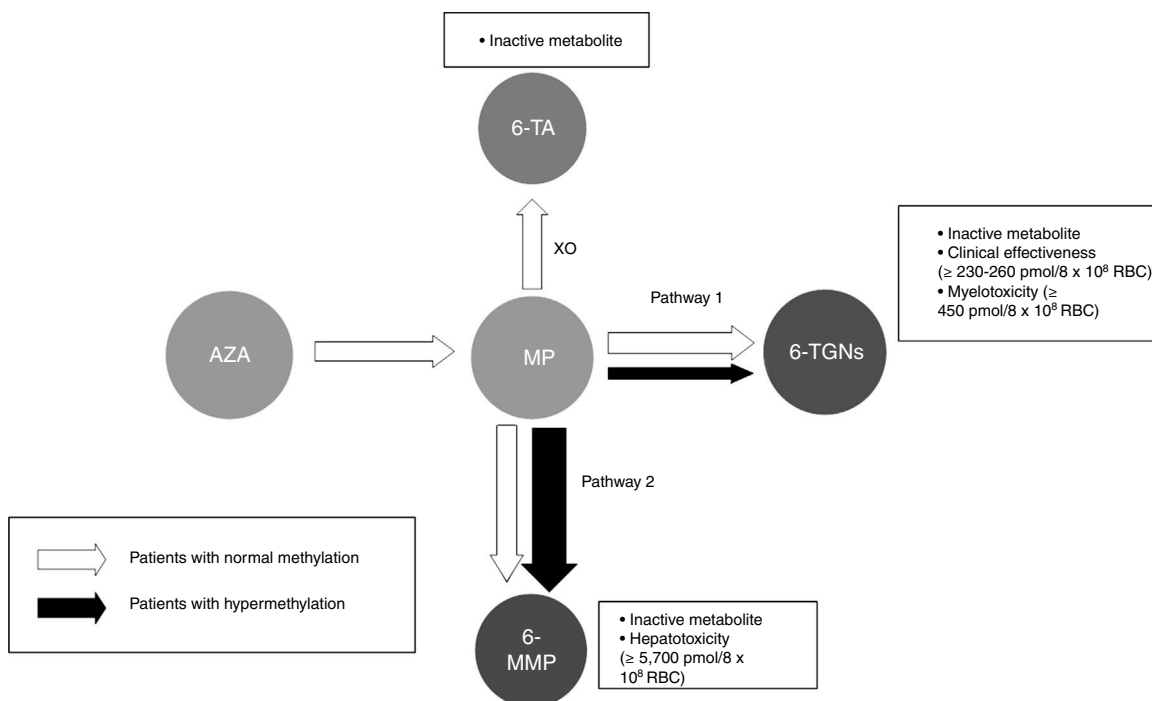 • Inactive metabolite
6-TA
XO
• Inactive metabolite
• Clinical effectiveness
(≥ 230-260 pmol/8 x 10⁸ RBC)
• Myelotoxicity (≥
450 pmol/8 x 10⁸ RBC)
Pathway 1
AZA
MP
6-TGNs
Pathway 2
Patients with normal methylation
Patients with hypermethylation
6-
MMP
• Inactive metabolite
• Hepatotoxicity
(≥ 5,700 pmol/8 x
10⁸ RBC)